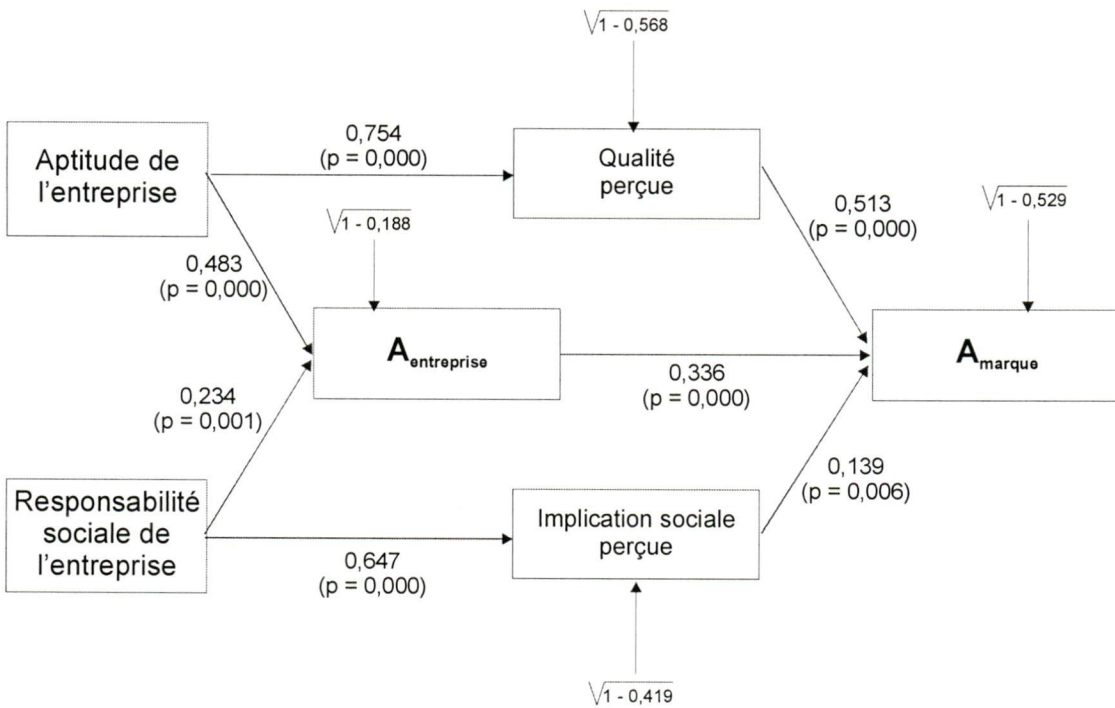 √1 - 0,568
Aptitude de
l'entreprise
0,754
(p = 0,000)
Qualité
perçue
√1 - 0,188
0,513
(p = 0,000)
√1 - 0,529
0,483
(p = 0,000)
A entreprise
0,336
(p = 0,000)
A marque
0,234
(p = 0,001)
Responsabilité
sociale de
l'entreprise
0,647
(p = 0,000)
Implication sociale
perçue
0,139
(p = 0,006)
√1 - 0,419